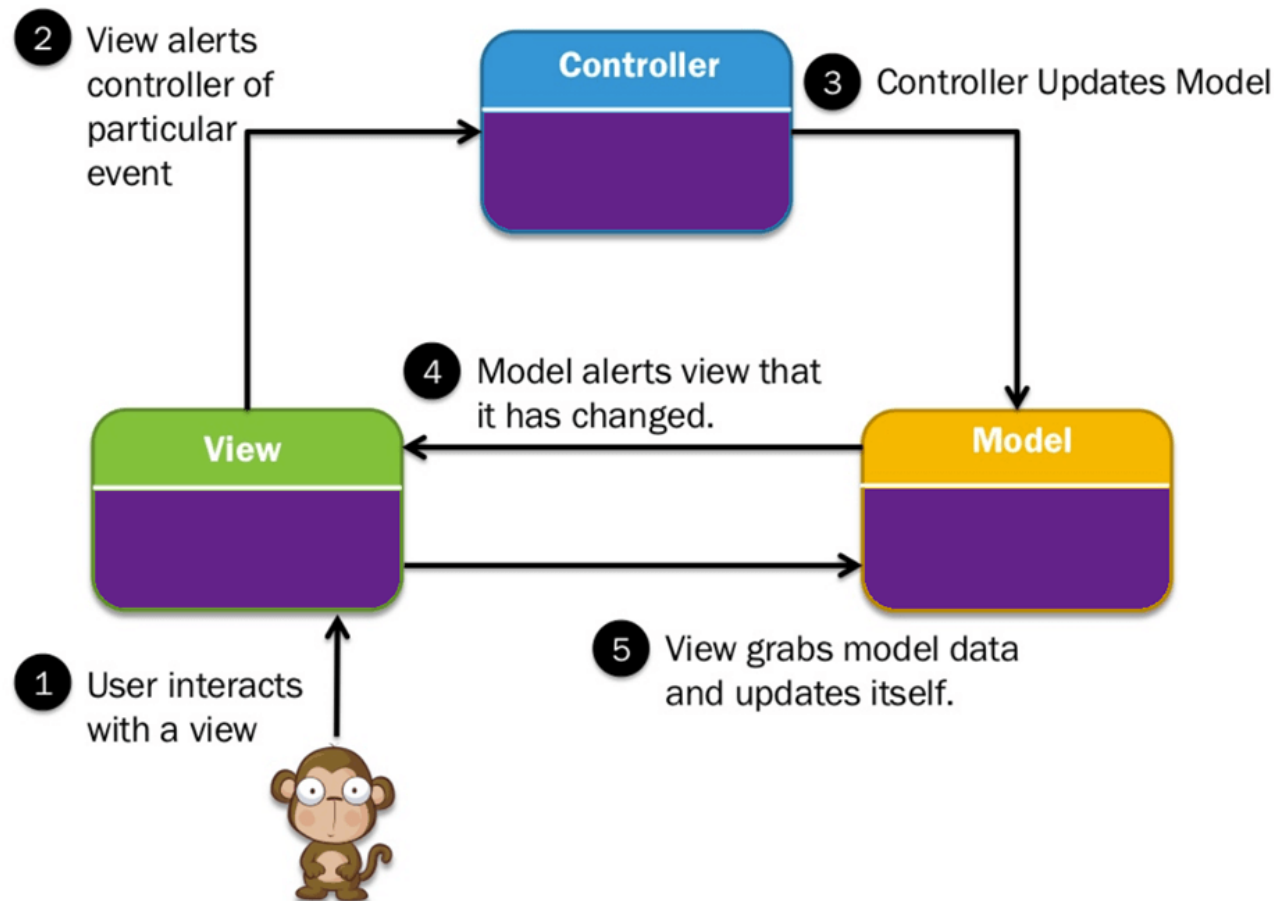 2 View alerts
controller of
particular
event
Controller
3 Controller Updates Model
4 Model alerts view that
it has changed.
View
Model
5 View grabs model data
and updates itself.
1 User interacts
with a view